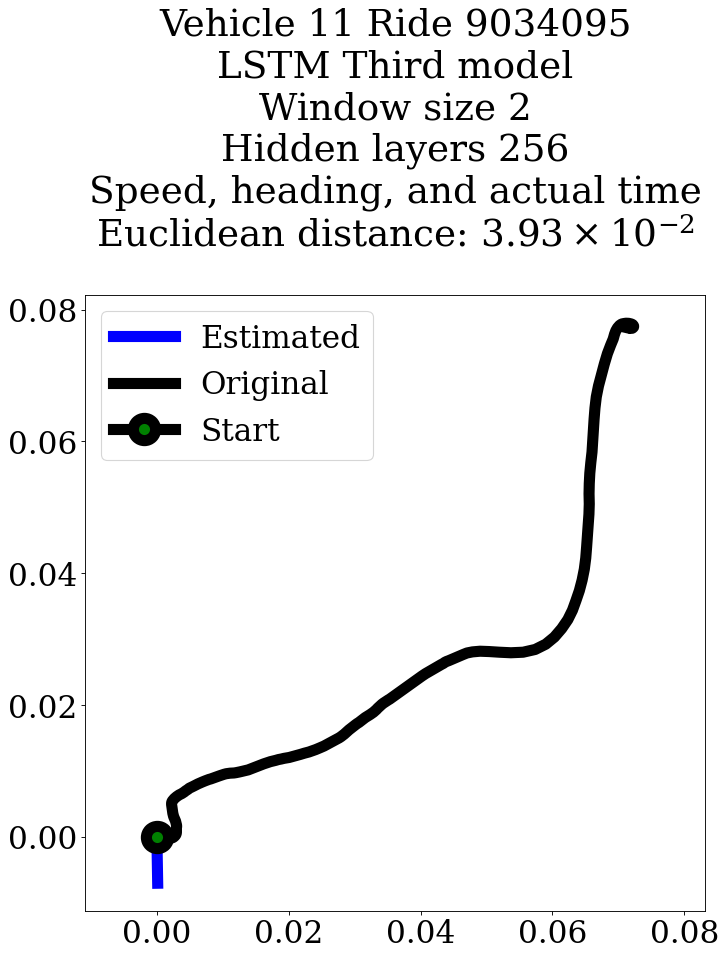 Vehicle 11 Ride 9034095
LSTM Third model
Window size 2
Hidden layers 256
Speed, heading, and actual time
Euclidean distance: 3.93 × 10⁻²
0.08
0.06
0.04
0.02
0.00
Estimated
Original
Start
0.00 0.02 0.04 0.06 0.08